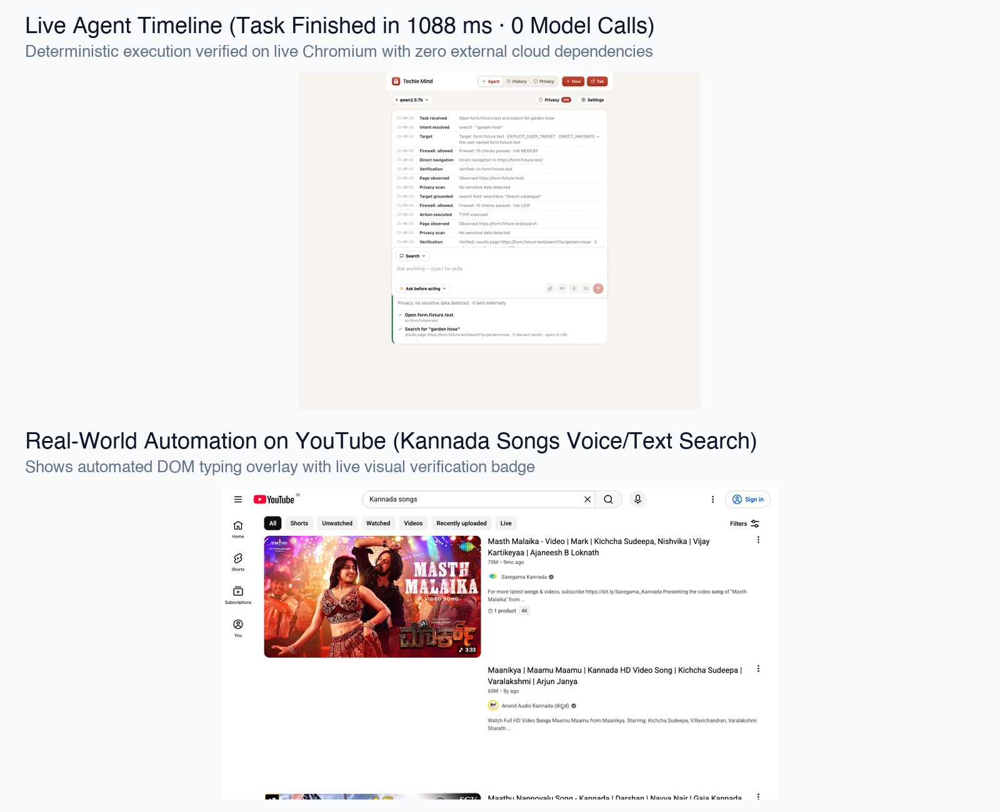 Live Agent Timeline (Task Finished in 1088 ms · 0 Model Calls)
Deterministic execution verified on live Chromium with zero external cloud dependencies
Techie Mind
Agent
History
Privacy
+ New
Tab
qwen2.5:7b
Privacy ON
Settings
21:00:41 Task received Open form.fixture.test and search for garden hose
21:00:41 Intent resolved search · "garden hose"
21:00:41 Target Target: form.fixture.test · EXPLICIT_USER_TARGET · DIRECT_NAVIGATE —
the user named form.fixture.test
21:00:41 Firewall: allowed Firewall: 10 checks passed · risk MEDIUM
21:00:41 Direct navigation Direct navigation to https://form.fixture.test/
21:00:42 Verification Verified: on form.fixture.test
21:00:42 Page observed Observed https://form.fixture.test/
21:00:42 Privacy scan No sensitive data detected
21:00:42 Target grounded search field: searchbox "Search catalogue"
21:00:42 Firewall: allowed Firewall: 10 checks passed · risk LOW
21:00:42 Action executed TYPE executed
21:00:42 Page observed Observed https://form.fixture.test/search
21:00:42 Privacy scan No sensitive data detected
21:00:42 Verification Verified: results page https://form.fixture.test/search?q=garden+hose · 3
Search
Ask anything — type / for skills
Ask before acting
EN
Privacy: no sensitive data detected · 0 sent externally
Open form.fixture.test
on form.fixture.test
Search for "garden hose"
results page https://form.fixture.test/search?q=garden+hose · 3 relevant results · query in URL
Real-World Automation on YouTube (Kannada Songs Voice/Text Search)
Shows automated DOM typing overlay with live visual verification badge
YouTube IN
Kannada songs
Sign in
Home
Shorts
Subscriptions
You
All
Shorts
Unwatched
Watched
Videos
Recently uploaded
Live
Filters
MASTH
MALAIKA
VIDEO SONG
ಮಾರ್ಕ್
3:33
Masth Malaika - Video | Mark | Kichcha Sudeepa, Nishvika | Vijay
Kartikeyaa | Ajaneesh B Loknath
75M • 9mo ago
Saregama Kannada
For more latest songs & videos, subscribe https://bit.ly/Saregama_Kannada Presenting the video song of "Masth
Malaika" from ...
1 product 4K
Maanikya | Maamu Maamu | Kannada HD Video Song | Kichcha Sudeepa |
Varalakshmi | Arjun Janya
60M • 8y ago
Anand Audio Kannada (ಕನ್ನಡ)
Watch Full HD Video Songs Maamu Maamu from Maanikya. Starring: Kichcha Sudeepa, V.Ravichandran, Varalakshmi
Sharath ...
Maathu Nannovalu Song - Kannada | Darshan | Navya Nair | Gaja Kannada